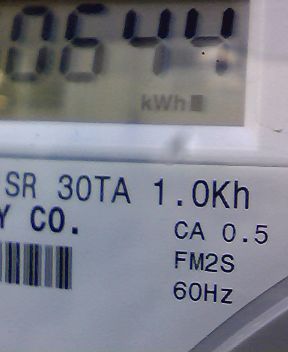 0644
kWh
SR 30TA 1.0Kh
Y CO.
CA 0.5
FM2S
60Hz